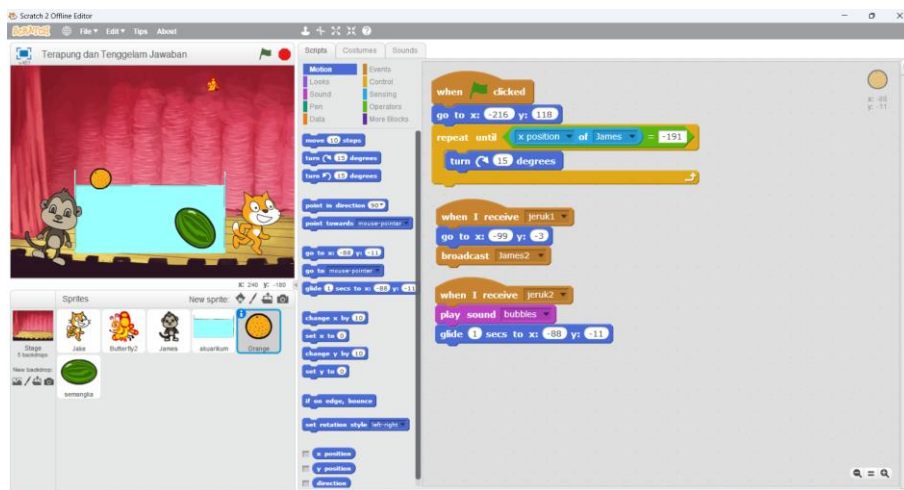 Scratch 2 Offline Editor
SCRATCH File Edit Tips About
Terapung dan Tenggelam Jawaban
Scripts Costumes Sounds
Motion Events
Looks Control
Sound Sensing
Pen Operators
Data More Blocks
move 10 steps
turn 15 degrees
turn 15 degrees
point in direction 90
point towards mouse-pointer
go to x: -88 y: -11
go to mouse-pointer
glide 1 secs to x: -88 y: -11
change x by 10
set x to 0
change y by 10
set y to 0
if on edge, bounce
set rotation style left-right
x position
y position
direction
when clicked
go to x: -216 y: 118
repeat until x position of James = -191
turn 15 degrees
when I receive jeruk1
go to x: -99 y: -3
broadcast James2
when I receive jeruk2
play sound bubbles
glide 1 secs to x: -88 y: -11
x: -88
y: -11
X: 240 Y: -180
Sprites New sprite:
Stage
5 backdrops
New backdrop:
Jake Butterfly2 James akuarium Orange
semangka